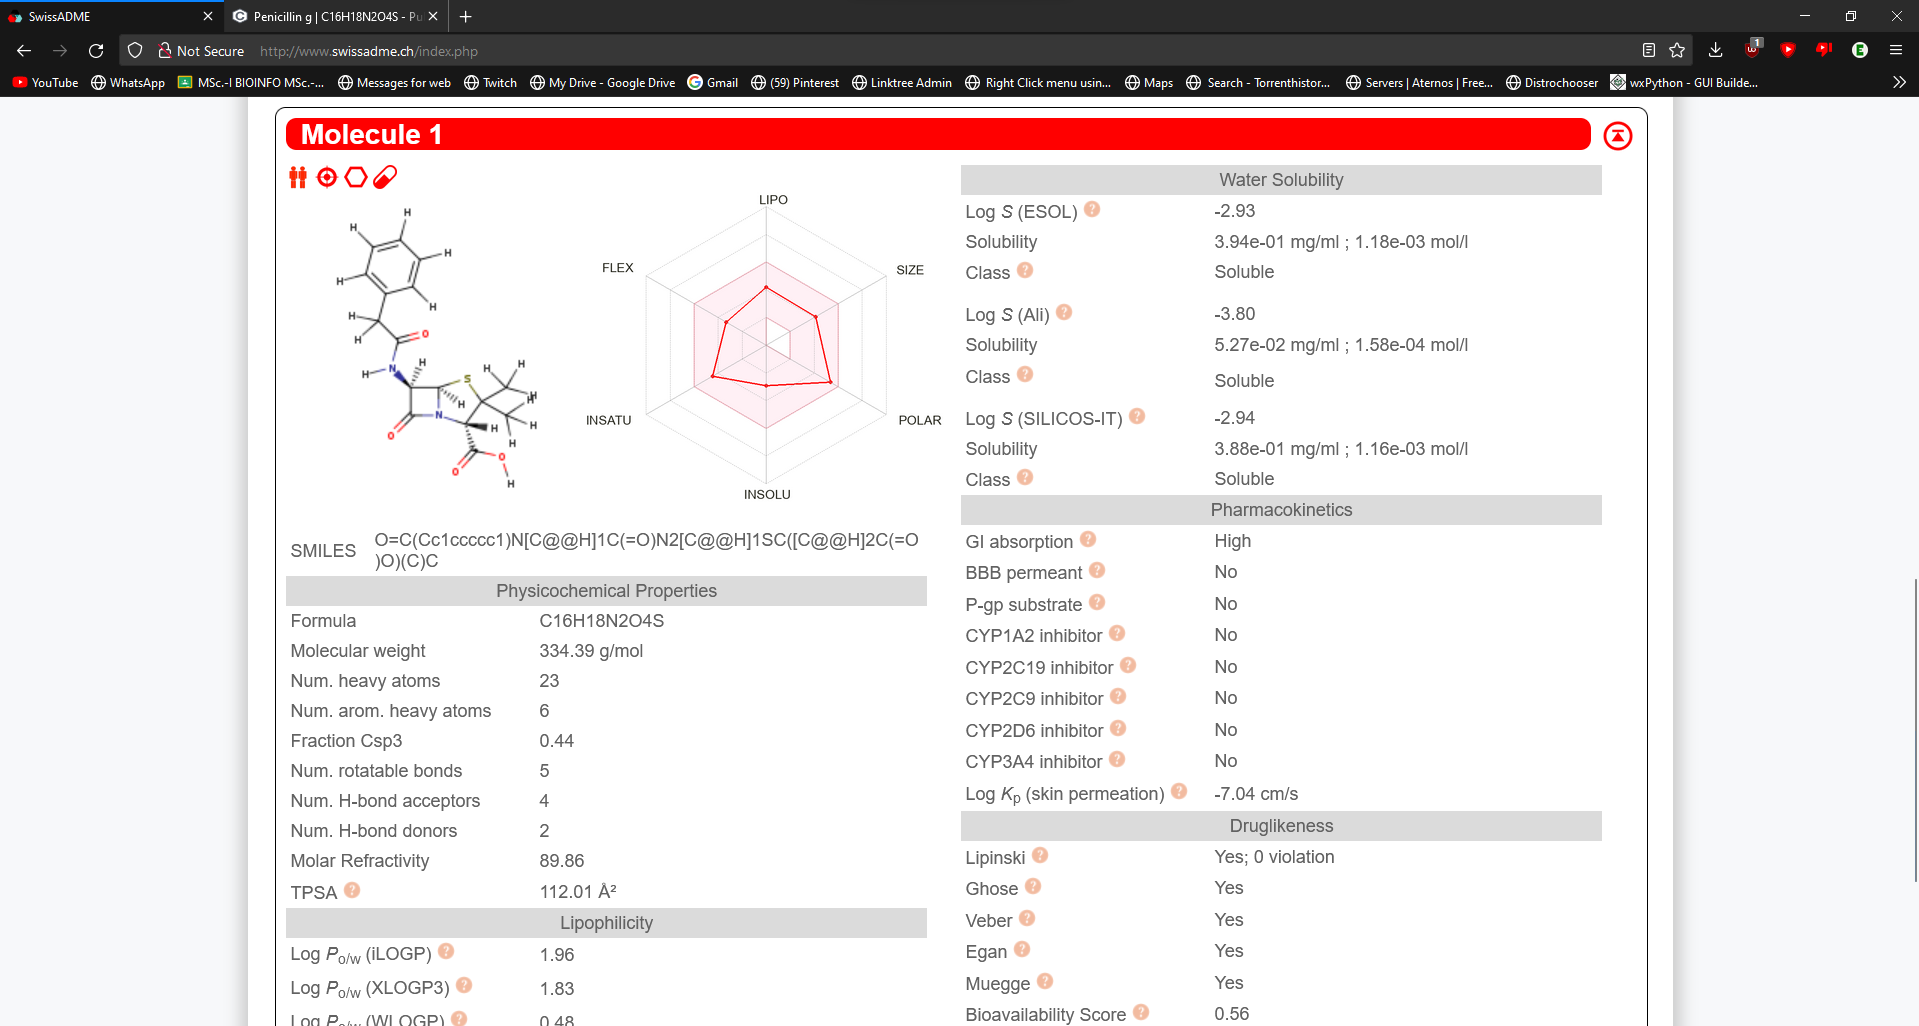 SwissADME
Penicillin g | C16H18N2O4S - Pu
Not Secure http://www.swissadme.ch/index.php
1
YouTube WhatsApp MSc.-I BIOINFO MSc.-... Messages for web Twitch My Drive - Google Drive Gmail (59) Pinterest Linktree Admin Right Click menu usin... Maps Search - Torrenthistor... Servers | Aternos | Free... Distrochooser wxPython - GUI Builde...
Molecule 1
LIPO
FLEX
SIZE
INSATU
POLAR
INSOLU
SMILES O=C(Cc1ccccc1)N[C@@H]1C(=O)N2[C@@H]1SC([C@@H]2C(=O
)O)(C)C
Physicochemical Properties
Formula C16H18N2O4S
Molecular weight 334.39 g/mol
Num. heavy atoms 23
Num. arom. heavy atoms 6
Fraction Csp3 0.44
Num. rotatable bonds 5
Num. H-bond acceptors 4
Num. H-bond donors 2
Molar Refractivity 89.86
TPSA ? 112.01 Å²
Lipophilicity
Log Po/w (iLOGP) ? 1.96
Log Po/w (XLOGP3) ? 1.83
Log Po/w (WLOGP) ? 0.48
Water Solubility
Log S (ESOL) ? -2.93
Solubility 3.94e-01 mg/ml ; 1.18e-03 mol/l
Class ? Soluble
Log S (Ali) ? -3.80
Solubility 5.27e-02 mg/ml ; 1.58e-04 mol/l
Class ? Soluble
Log S (SILICOS-IT) ? -2.94
Solubility 3.88e-01 mg/ml ; 1.16e-03 mol/l
Class ? Soluble
Pharmacokinetics
GI absorption ? High
BBB permeant ? No
P-gp substrate ? No
CYP1A2 inhibitor ? No
CYP2C19 inhibitor ? No
CYP2C9 inhibitor ? No
CYP2D6 inhibitor ? No
CYP3A4 inhibitor ? No
Log Kp (skin permeation) ? -7.04 cm/s
Druglikeness
Lipinski ? Yes; 0 violation
Ghose ? Yes
Veber ? Yes
Egan ? Yes
Muegge ? Yes
Bioavailability Score ? 0.56